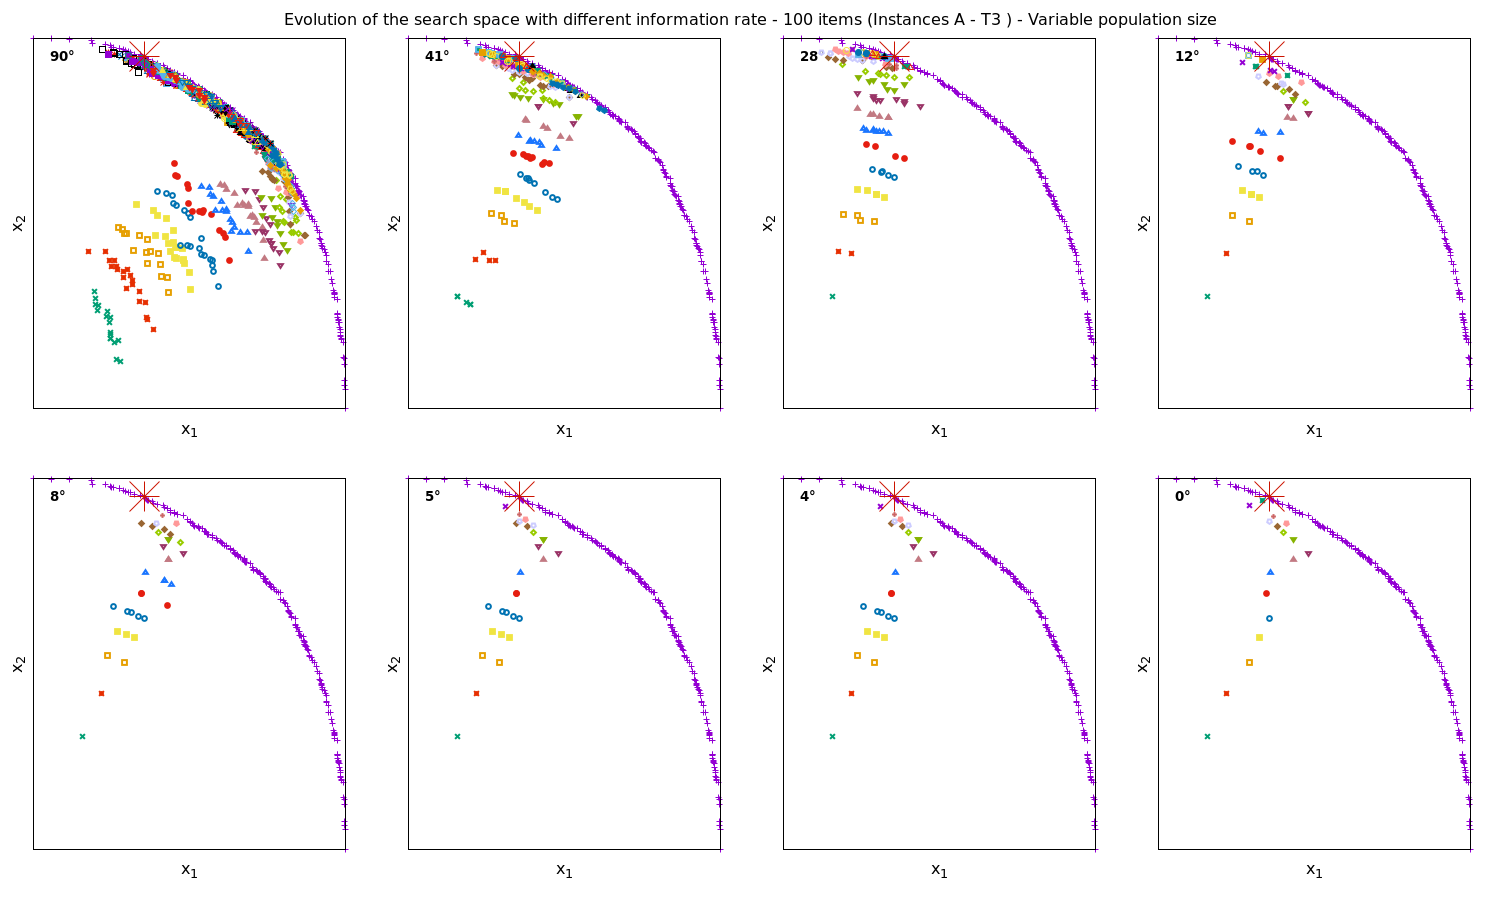 Evolution of the search space with different information rate - 100 items (Instances A - T3 ) - Variable population size
90° 41° 28 12°
x2 x2 x2 x2
x1 x1 x1 x1
8° 5° 4° 0°
x2 x2 x2 x2
x1 x1 x1 x1